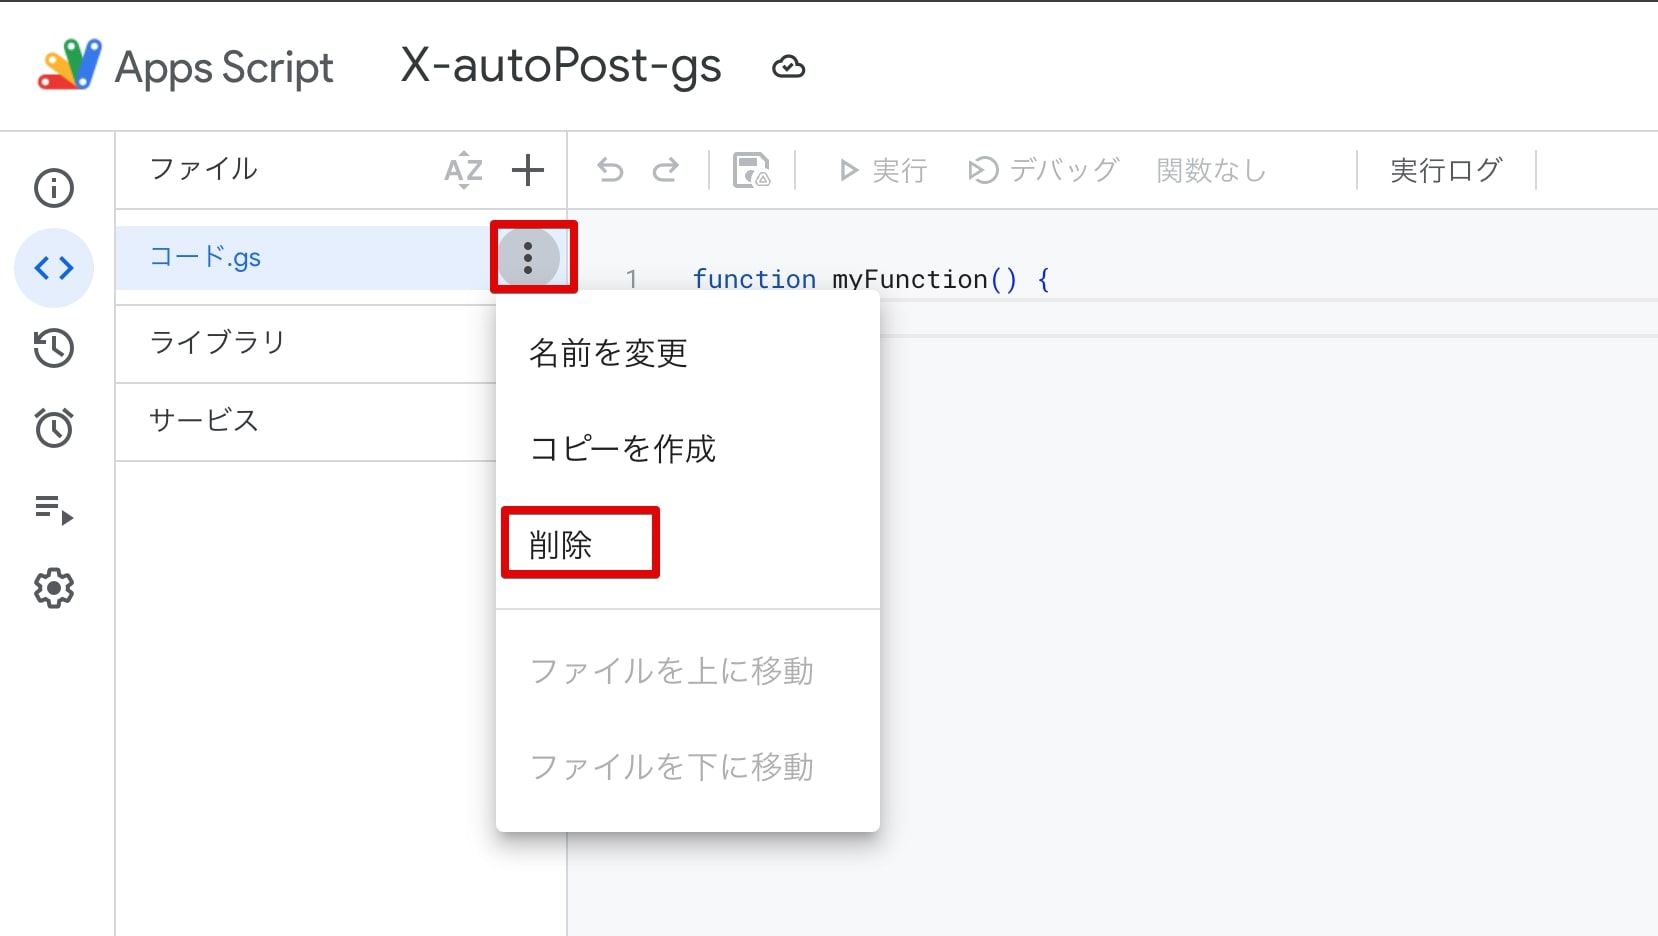 Apps Script X-autoPost-gs
ファイル AZ 実行 デバッグ 関数なし 実行ログ
コード.gs
1 function myFunction() {
ライブラリ
サービス
名前を変更
コピーを作成
削除
ファイルを上に移動
ファイルを下に移動